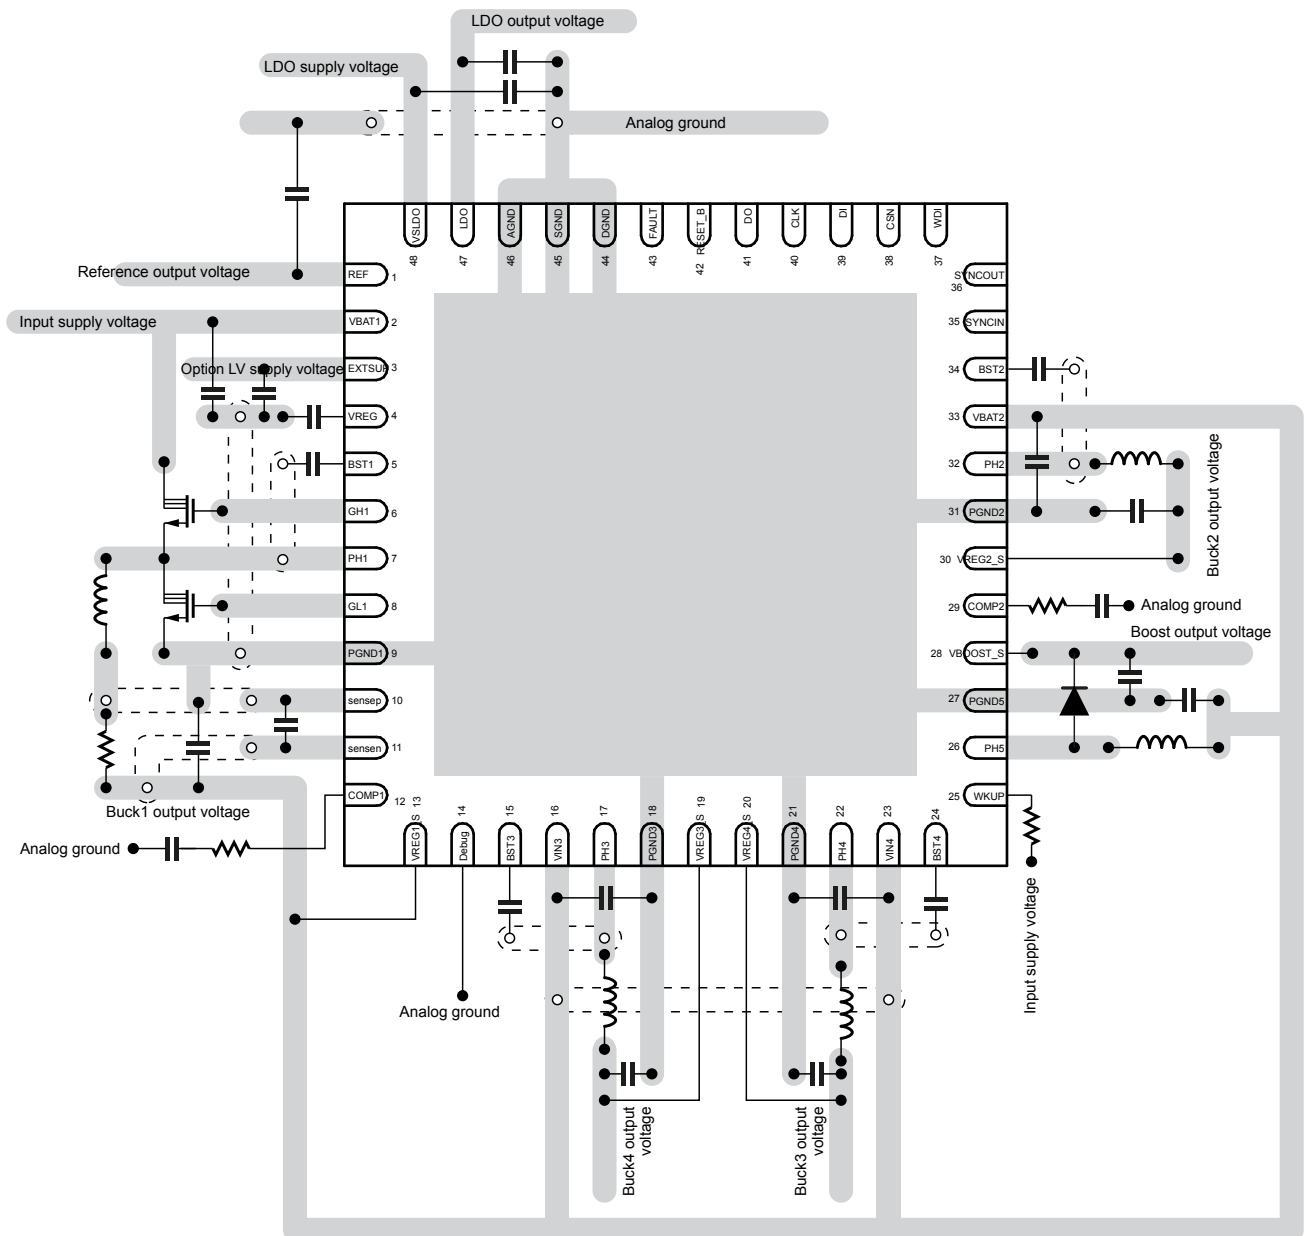 LDO output voltage
LDO supply voltage
Analog ground
VSLDO
LDO
AGND
SGND
DGND
FAULT
RESET_B
DO
CLK
DI
CSN
WDI
48
47
46
45
44
43
42
41
40
39
38
37
Reference output voltage
REF
1
Input supply voltage
VBAT1
2
Option LV supply voltage
EXTSUP
3
VREG
4
BST1
5
GH1
6
PH1
7
GL1
8
PGND1
9
sensep
10
sensen
11
COMP1
12
Buck1 output voltage
Analog ground
SYNCOUT
36
35
SYNCIN
34
BST2
33
VBAT2
32
PH2
31
PGND2
30
VREG2_S
Buck2 output voltage
29
COMP2
Analog ground
Boost output voltage
28
VBOOST_S
27
PGND5
26
PH5
25
WKUP
Input supply voltage
13
14
15
16
17
18
19
20
21
22
23
24
VREG1_S
Debug
BST3
VIN3
PH3
PGND3
VREG3_S
VREG4_S
PGND4
PH4
VIN4
BST4
Analog ground
Buck4 output
voltage
Buck3 output
voltage